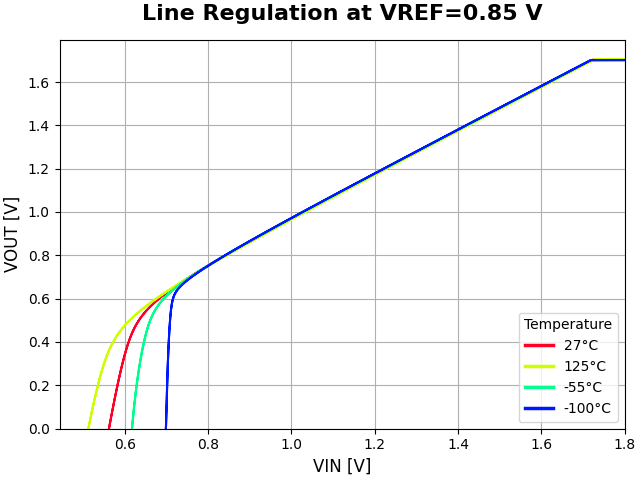 Line Regulation at VREF=0.85 V
VOUT [V]
1.6
1.4
1.2
1.0
0.8
0.6
0.4
0.2
0.0
Temperature
27°C
125°C
-55°C
-100°C
0.6 0.8 1.0 1.2 1.4 1.6 1.8
VIN [V]